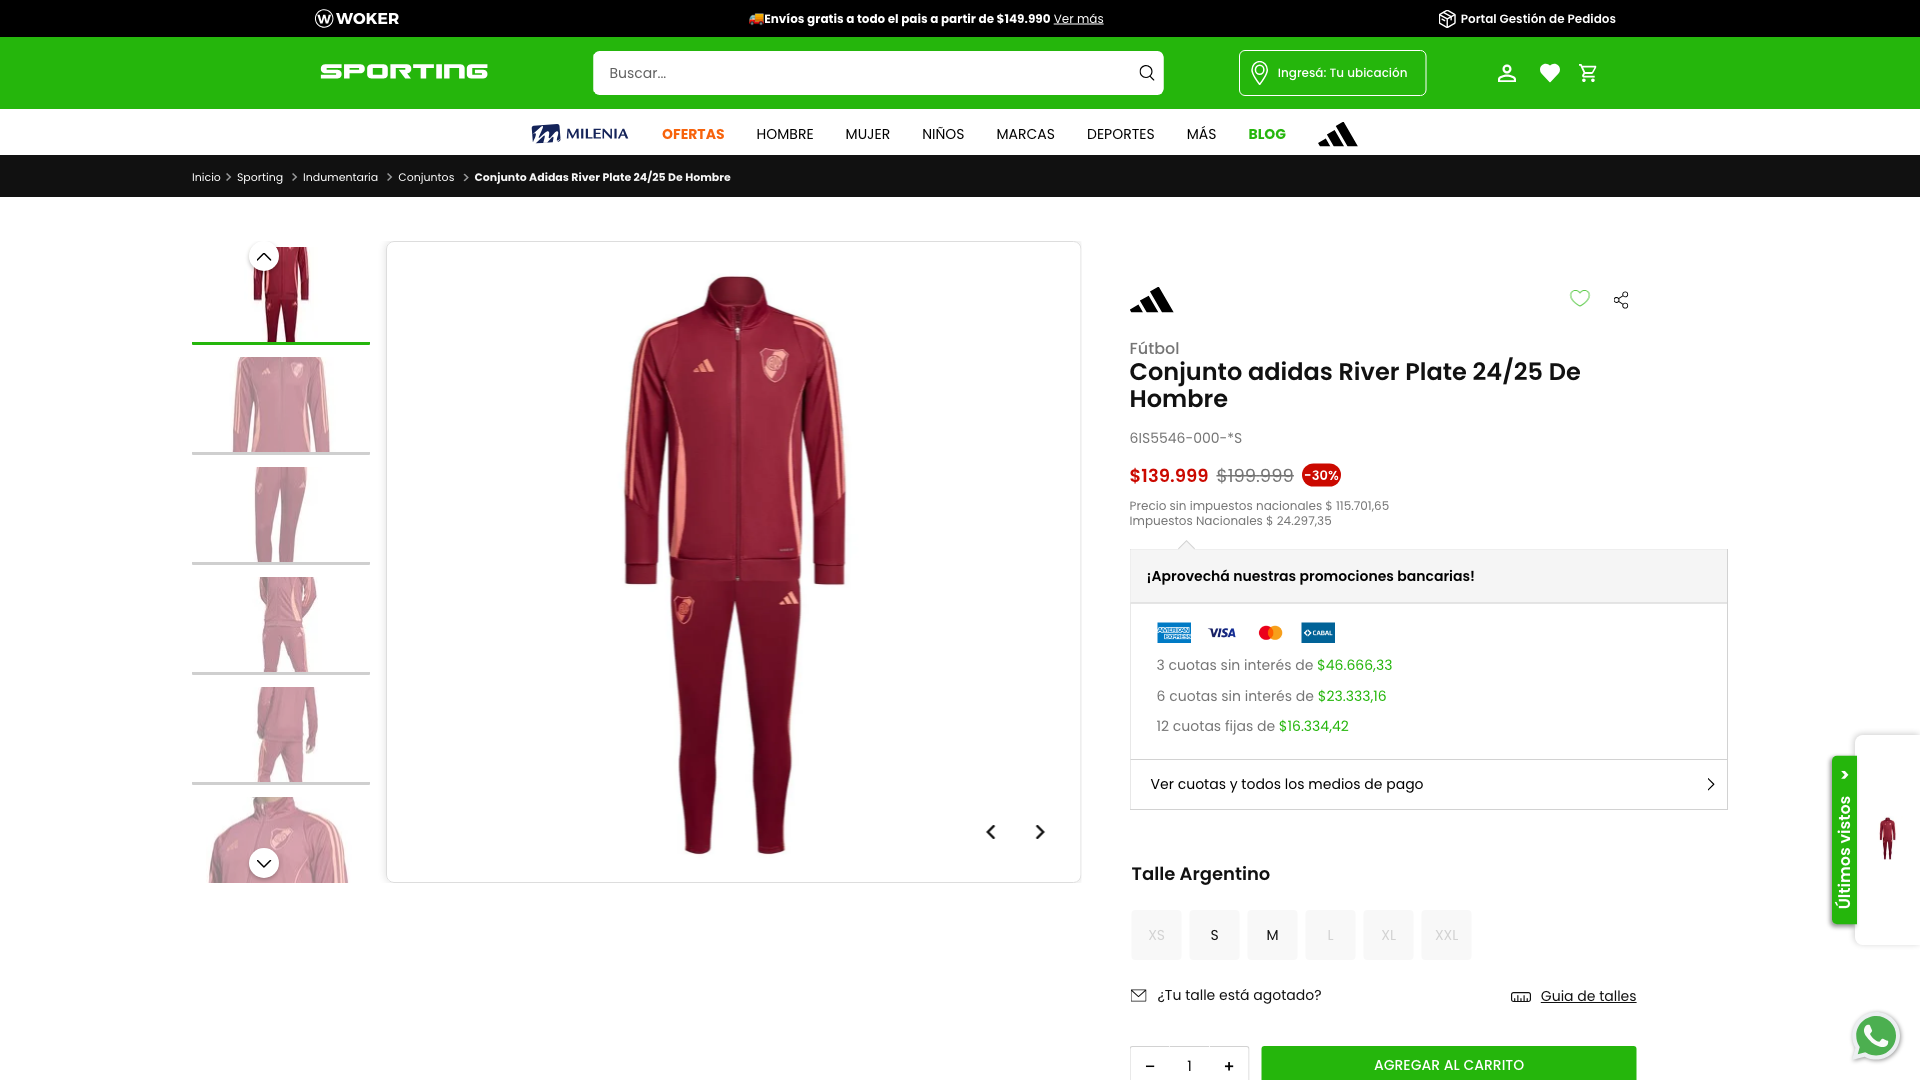 WOKER
🚚Envíos gratis a todo el pais a partir de $149.990 Ver más
Portal Gestión de Pedidos
SPORTING
Buscar...
Ingresá: Tu ubicación
MILENIA
OFERTAS
HOMBRE
MUJER
NIÑOS
MARCAS
DEPORTES
MÁS
BLOG
Inicio > Sporting > Indumentaria > Conjuntos > Conjunto Adidas River Plate 24/25 De Hombre
Fútbol
Conjunto adidas River Plate 24/25 De
Hombre
6IS5546-000-*S
$139.999 $199.999 -30%
Precio sin impuestos nacionales $ 115.701,65
Impuestos Nacionales $ 24.297,35
¡Aprovechá nuestras promociones bancarias!
AMERICAN EXPRESS
VISA
CABAL
3 cuotas sin interés de $46.666,33
6 cuotas sin interés de $23.333,16
12 cuotas fijas de $16.334,42
Ver cuotas y todos los medios de pago
Últimos vistos
Talle Argentino
XS
S
M
L
XL
XXL
¿Tu talle está agotado?
Guia de talles
− 1 +
AGREGAR AL CARRITO